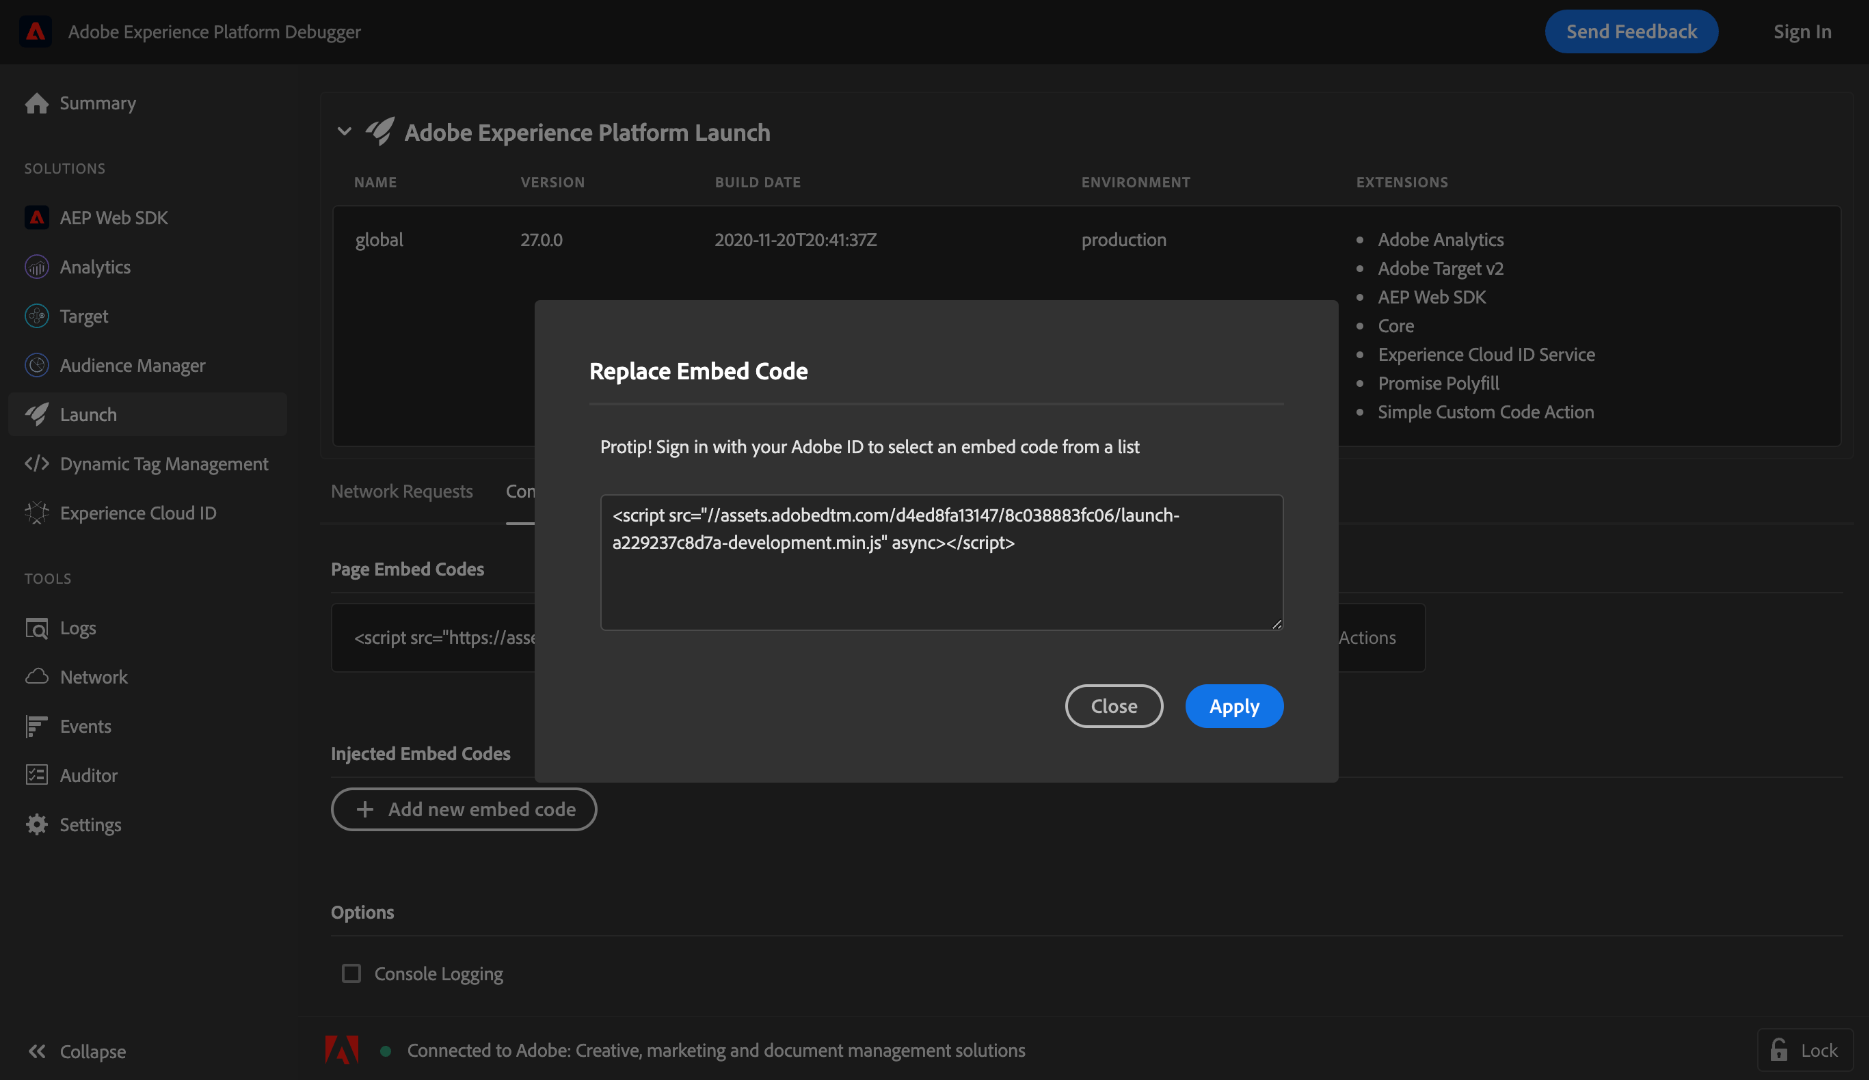 Adobe Experience Platform Debugger
Send Feedback
Sign In
Summary
SOLUTIONS
AEP Web SDK
Analytics
Target
Audience Manager
Launch
Dynamic Tag Management
Experience Cloud ID
TOOLS
Logs
Network
Events
Auditor
Settings
Collapse
Adobe Experience Platform Launch
NAME VERSION BUILD DATE ENVIRONMENT EXTENSIONS
global 27.0.0 2020-11-20T20:41:37Z production
• Adobe Analytics
• Adobe Target v2
• AEP Web SDK
• Core
• Experience Cloud ID Service
• Promise Polyfill
• Simple Custom Code Action
Network Requests Con
Page Embed Codes
<script src="https://asse
Actions
Injected Embed Codes
Add new embed code
Options
Console Logging
Replace Embed Code
Protip! Sign in with your Adobe ID to select an embed code from a list
<script src="//assets.adobedtm.com/d4ed8fa13147/8c038883fc06/launch-
a229237c8d7a-development.min.js" async></script>
Close
Apply
Connected to Adobe: Creative, marketing and document management solutions
Lock